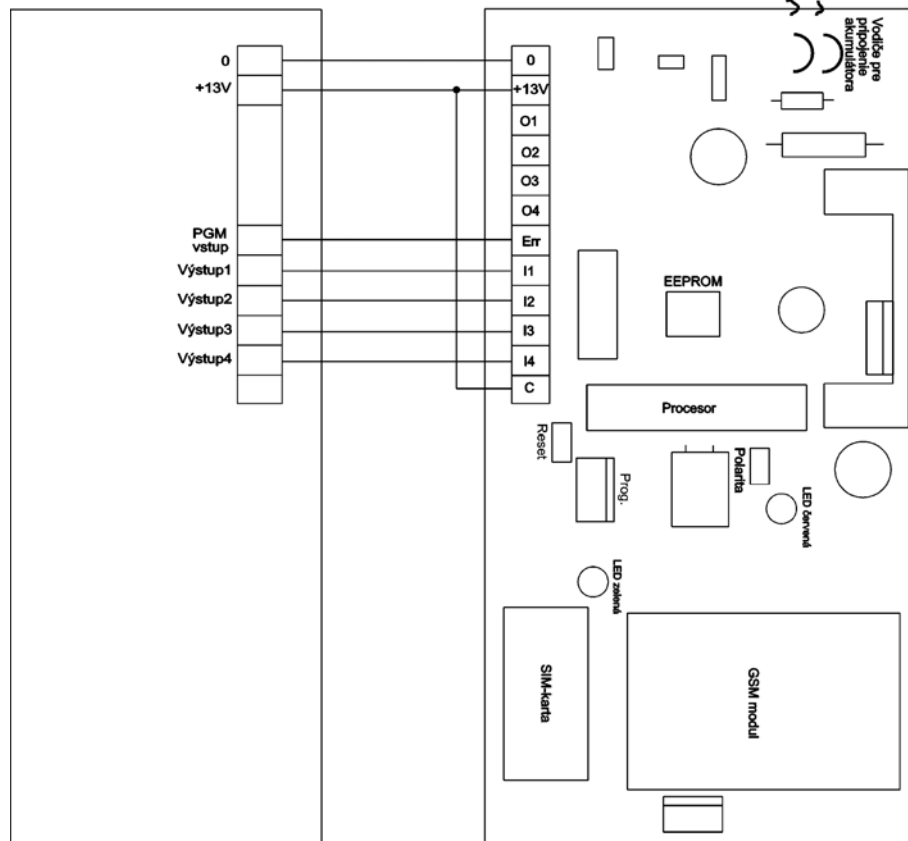 0
+13V
PGM
vstup
Výstup1
Výstup2
Výstup3
Výstup4
0
+13V
O1
O2
O3
O4
Err
I1
I2
I3
I4
C
Vodiče pre
pripojenie
akumulátora
EEPROM
Procesor
Reset
Prog.
Polarita
LED červená
LED zelená
SIM-karta
GSM modul